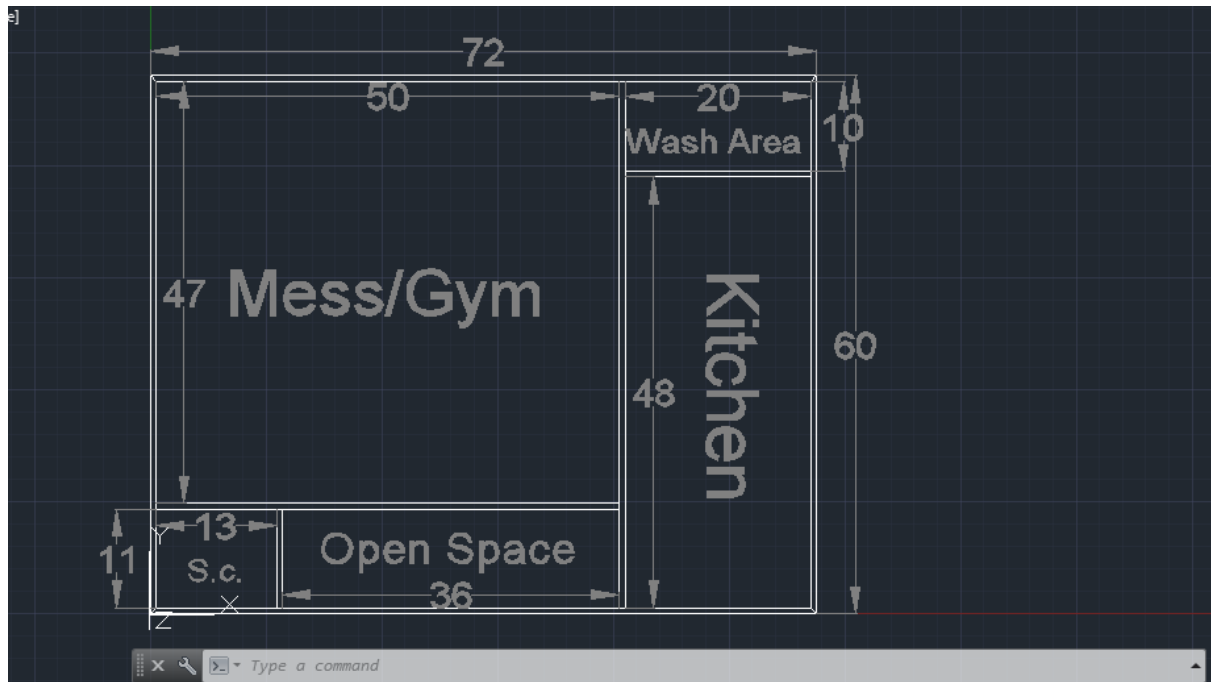 e]
72
50
20
10
Wash Area
47
Mess/Gym
Kitchen
60
48
13
11
Y
Open Space
S.c.
36
X
Z
Type a command